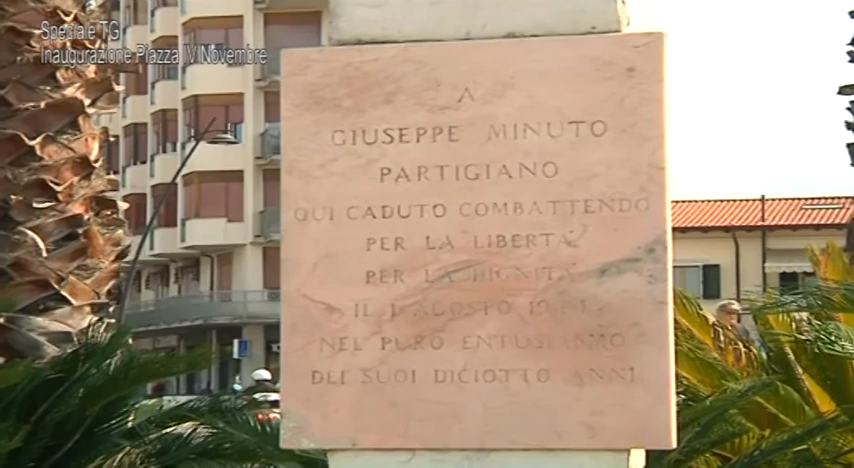 Speciale TG
Inaugurazione Piazza IV Novembre
A
GIUSEPPE MINUTO
PARTIGIANO
QUI CADUTO COMBATTENDO
PER LA LIBERTA'
PER LA DIGNITA'
IL 1 AGOSTO
NEL PURO ENTUSIASMO
DEI SUOI DICIOTTO ANNI